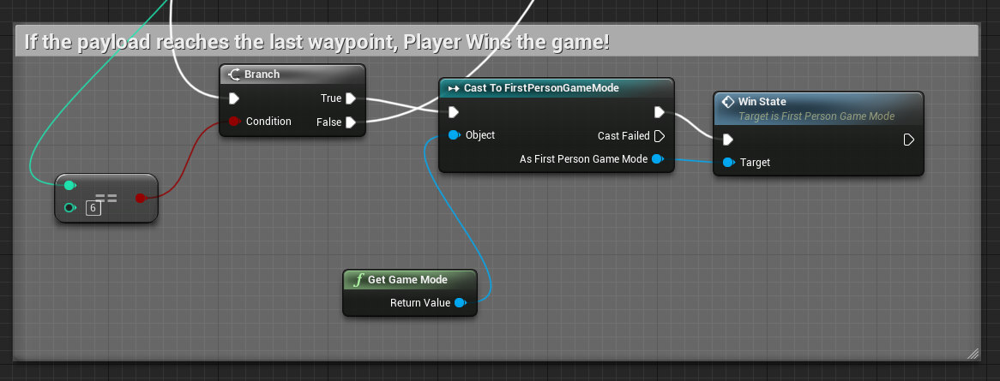 If the payload reaches the last waypoint, Player Wins the game!
Branch
True
Condition
False
==
6
Cast To FirstPersonGameMode
Object
Cast Failed
As First Person Game Mode
Win State
Target is First Person Game Mode
Target
f Get Game Mode
Return Value